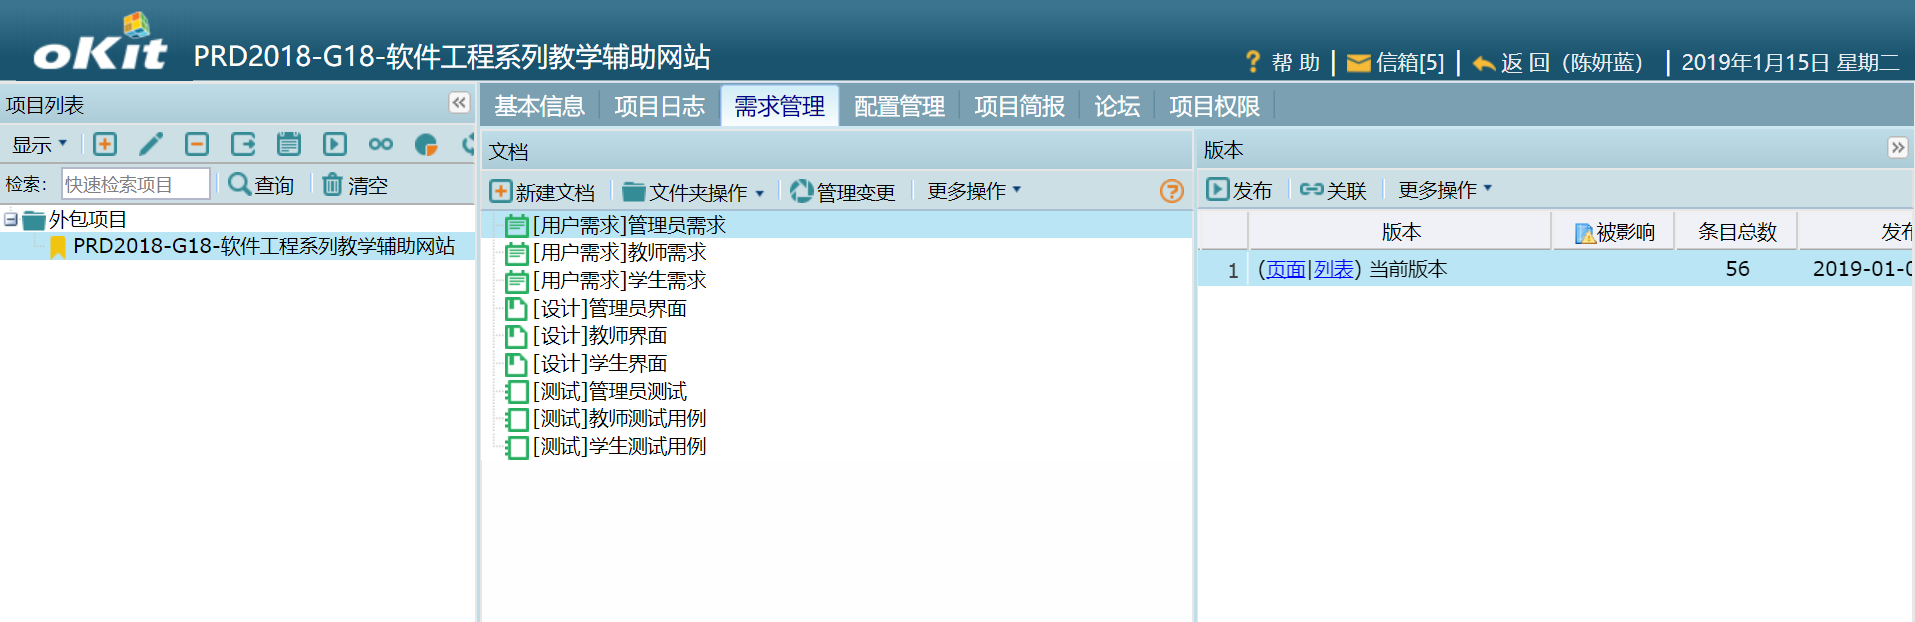 oKit PRD2018-G18-软件工程系列教学辅助网站
? 帮 助 | 信箱[5] | 返 回 (陈妍蓝) | 2019年1月15日 星期二
项目列表
显示
检索: 快速检索项目 查询 清空
外包项目
PRD2018-G18-软件工程系列教学辅助网站
基本信息 项目日志 需求管理 配置管理 项目简报 论坛 项目权限
文档
新建文档 文件夹操作 管理变更 更多操作
[用户需求]管理员需求
[用户需求]教师需求
[用户需求]学生需求
[设计]管理员界面
[设计]教师界面
[设计]学生界面
[测试]管理员测试
[测试]教师测试用例
[测试]学生测试用例
版本
发布 关联 更多操作
版本 被影响 条目总数 发
1 (页面|列表) 当前版本 56 2019-01-